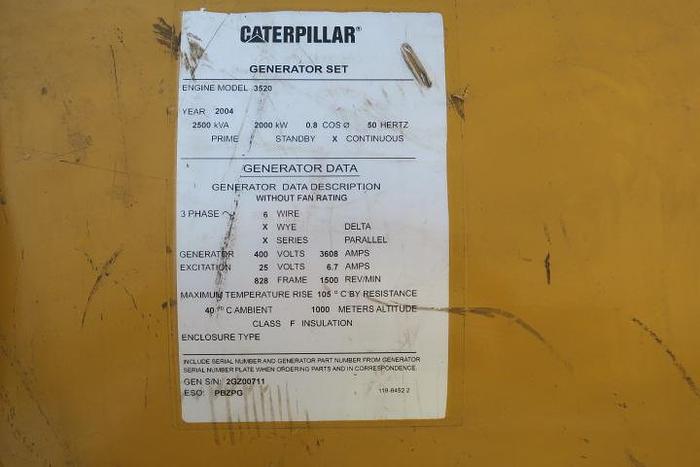 CATERPILLAR®
GENERATOR SET
ENGINE MODEL 3520
YEAR 2004
2500 kVA 2000 kW 0.8 COS Ø 50 HERTZ
PRIME STANDBY X CONTINUOUS
GENERATOR DATA
GENERATOR DATA DESCRIPTION
WITHOUT FAN RATING
3 PHASE 6 WIRE
X WYE DELTA
X SERIES PARALLEL
GENERATOR 400 VOLTS 3608 AMPS
EXCITATION 25 VOLTS 6.7 AMPS
828 FRAME 1500 REV/MIN
MAXIMUM TEMPERATURE RISE 105 ° C BY RESISTANCE
40 ° C AMBIENT 1000 METERS ALTITUDE
CLASS F INSULATION
ENCLOSURE TYPE
INCLUDE SERIAL NUMBER AND GENERATOR PART NUMBER FROM GENERATOR
SERIAL NUMBER PLATE WHEN ORDERING PARTS AND IN CORRESPONDENCE.
GEN S/N: 2GZ00711
ESO: PBZPG 119-8452 2